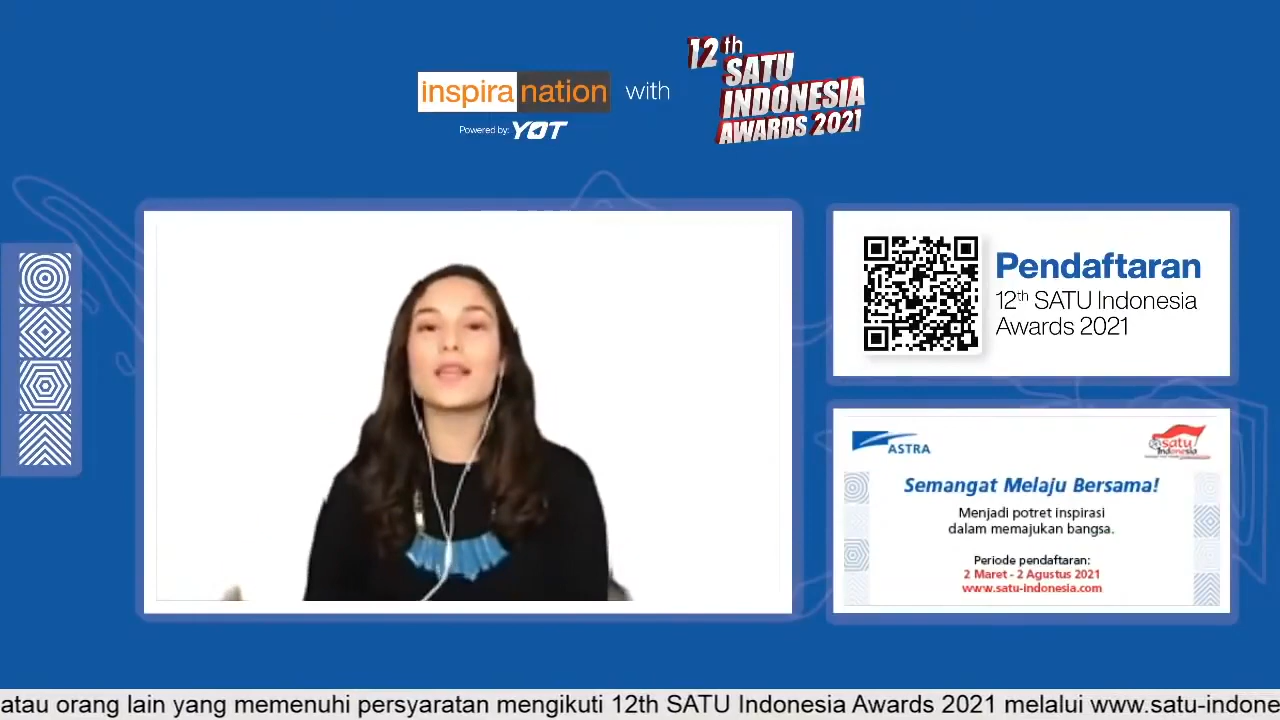 inspira nation with
Powered by: YOT
12th
SATU
INDONESIA
AWARDS 2021
Pendaftaran
12th SATU Indonesia
Awards 2021
ASTRA
satu
Indonesia
Semangat Melaju Bersama!
Menjadi potret inspirasi
dalam memajukan bangsa.
Periode pendaftaran:
2 Maret - 2 Agustus 2021
www.satu-indonesia.com
atau orang lain yang memenuhi persyaratan mengikuti 12th SATU Indonesia Awards 2021 melalui www.satu-indone